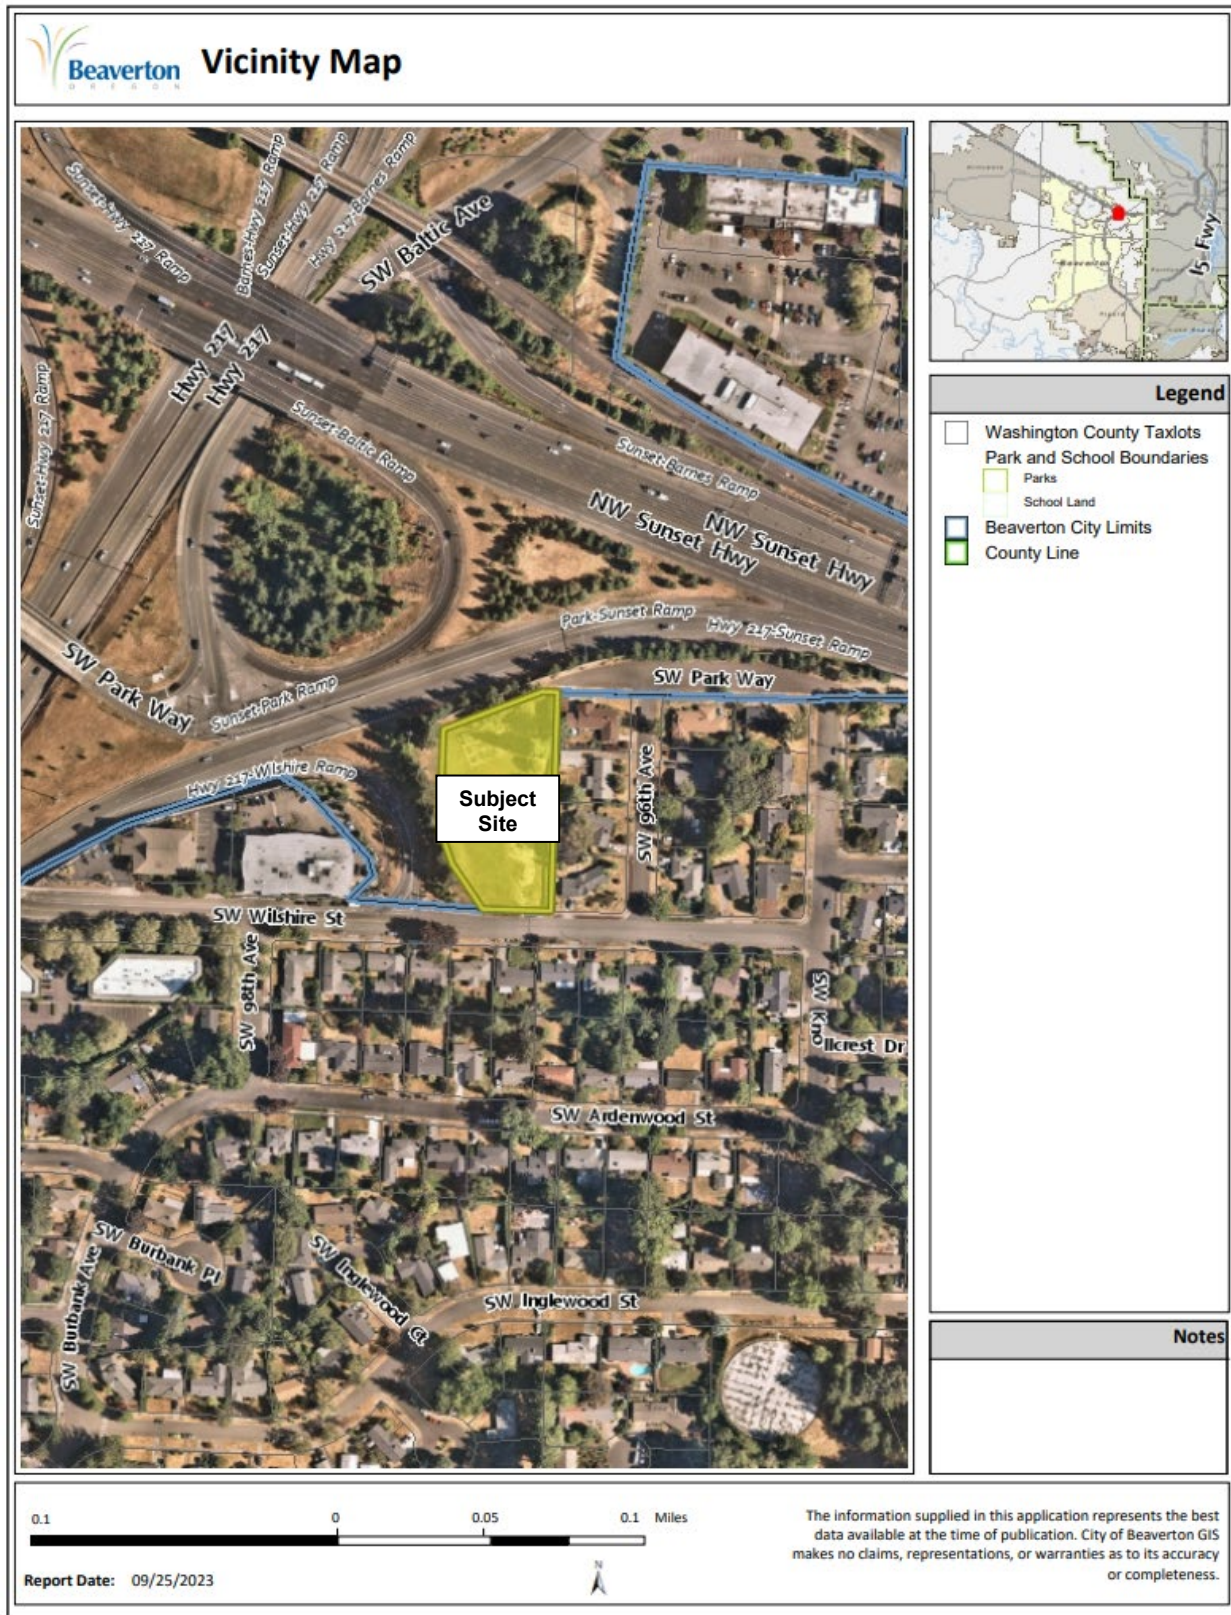 Beaverton
OREGON
Vicinity Map
Sunset-Hwy 217 Ramp
Barnes-Hwy 217 Ramp
Sunset-Hwy 217 Ramp
Hwy 217-Barnes Ramp
SW Baltic Ave
Hwy 217
Hwy 217
Sunset-Hwy 217 Ramp
Sunset-Baltic Ramp
Sunset-Barnes Ramp
NW Sunset Hwy
NW Sunset Hwy
Park-Sunset Ramp
Hwy 217-Sunset Ramp
SW Park Way
SW Park Way
Sunset-Park Ramp
Hwy 217-Wilshire Ramp
Subject
Site
SW 96th Ave
SW Wilshire St
SW 98th Ave
SW Kno
llcrest Dr
SW Ardenwood St
SW Burbank Pl
SW Burbank Ave
SW Inglewood Ct
SW Inglewood St
I5 Fwy
Beaverton
Legend
Washington County Taxlots
Park and School Boundaries
Parks
School Land
Beaverton City Limits
County Line
Notes
0.1 0 0.05 0.1 Miles
Report Date: 09/25/2023
N
The information supplied in this application represents the best
data available at the time of publication. City of Beaverton GIS
makes no claims, representations, or warranties as to its accuracy
or completeness.